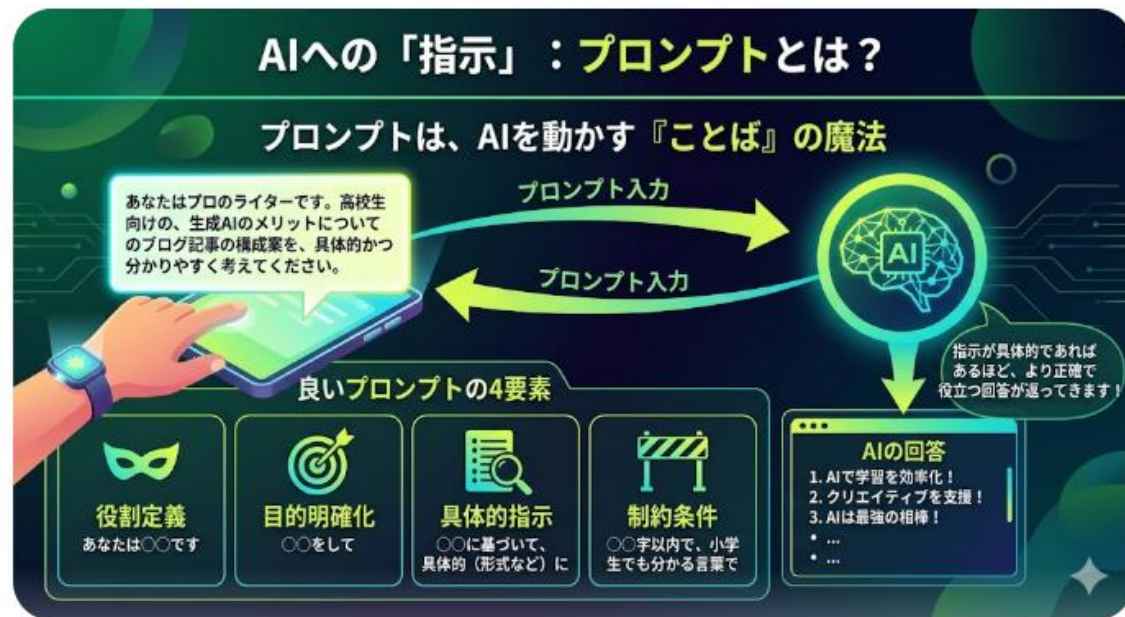 AIへの「指示」：プロンプトとは？
プロンプトは、AIを動かす『ことば』の魔法
あなたはプロのライターです。高校生
向けの、生成AIのメリットについて
のブログ記事の構成案を、具体的かつ
分かりやすく考えてください。
プロンプト入力
プロンプト入力
AI
指示が具体的であれば
あるほど、より正確で
役立つ回答が返ってきます！
良いプロンプトの4要素
役割定義
あなたは○○です
目的明確化
○○をして
具体的指示
○○に基づいて、
具体的（形式など）に
制約条件
○○字以内で、小学
生でも分かる言葉で
AIの回答
1. AIで学習を効率化！
2. クリエイティブを支援！
3. AIは最強の相棒！
• ...
• ...